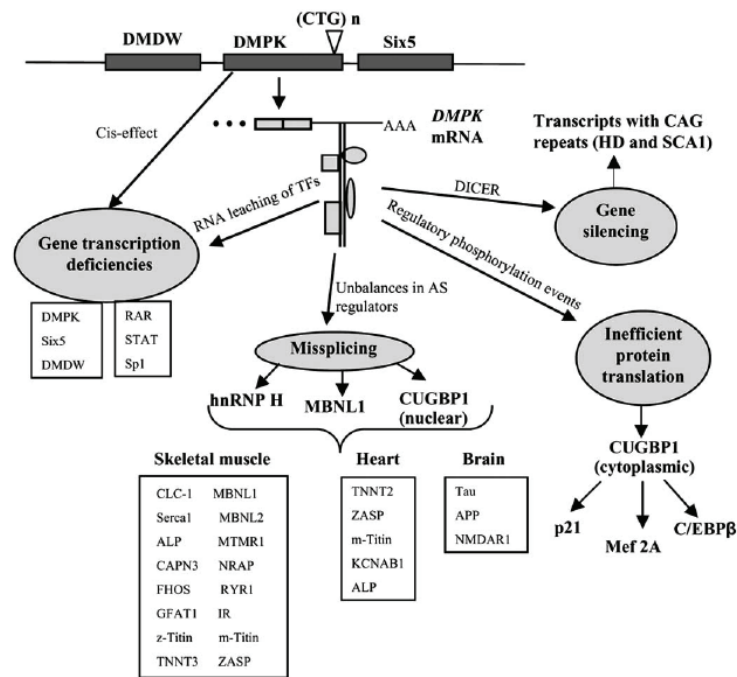 (CTG) n
DMDW DMPK Six5
Cis-effect
AAA
DMPK
mRNA
Transcripts with CAG
repeats (HD and SCA1)
RNA leaching of TFs
DICER
Gene
silencing
Regulatory phosphorylation events
Gene transcription
deficiencies
DMPK
Six5
DMDW
RAR
STAT
Sp1
Unbalances in AS
regulators
Missplicing
Inefficient
protein
translation
hnRNP H
MBNL1
CUGBP1
(nuclear)
CUGBP1
(cytoplasmic)
p21
Mef 2A
C/EBPβ
Skeletal muscle
CLC-1 MBNL1
Serca1 MBNL2
ALP MTMR1
CAPN3 NRAP
FHOS RYR1
GFAT1 IR
z-Titin m-Titin
TNNT3 ZASP
Heart
TNNT2
ZASP
m-Titin
KCNAB1
ALP
Brain
Tau
APP
NMDAR1